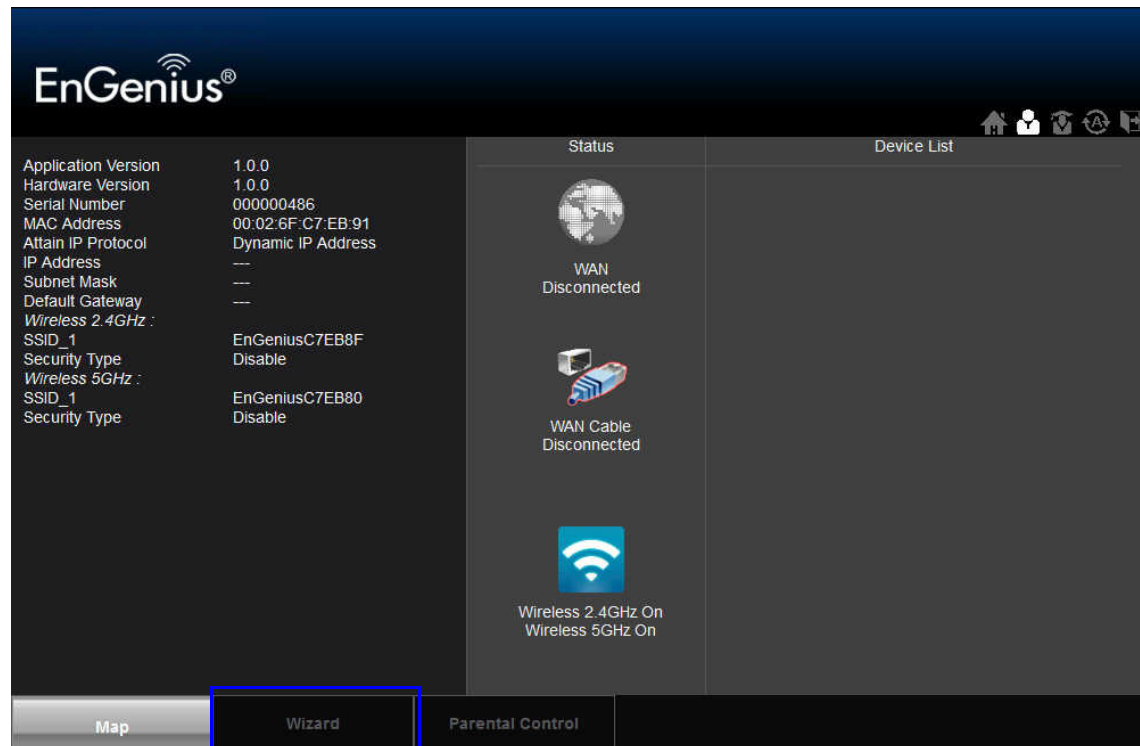 EnGenius®
Application Version 1.0.0
Hardware Version 1.0.0
Serial Number 000000486
MAC Address 00:02:6F:C7:EB:91
Attain IP Protocol Dynamic IP Address
IP Address ---
Subnet Mask ---
Default Gateway ---
Wireless 2.4GHz :
SSID_1 EnGeniusC7EB8F
Security Type Disable
Wireless 5GHz :
SSID_1 EnGeniusC7EB80
Security Type Disable
Status
WAN
Disconnected
WAN Cable
Disconnected
Wireless 2.4GHz On
Wireless 5GHz On
Device List
A
Map
Wizard
Parental Control